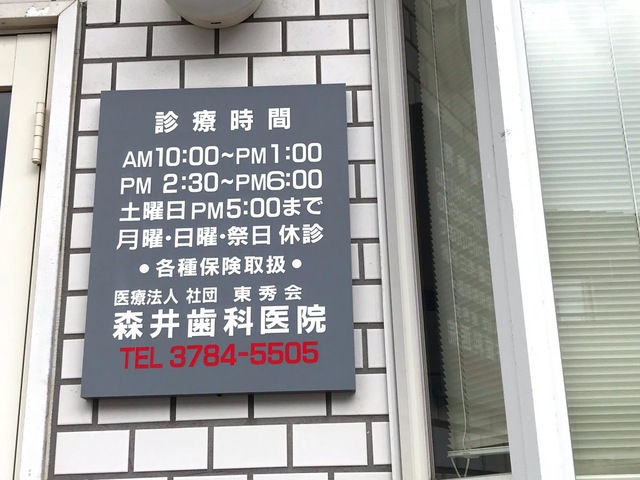 診療時間
AM10:00~PM1:00
PM 2:30~PM6:00
土曜日PM5:00まで
月曜・日曜・祭日 休診
●各種保険取扱●
医療法人 社団 東秀会
森井歯科医院
TEL 3784-5505